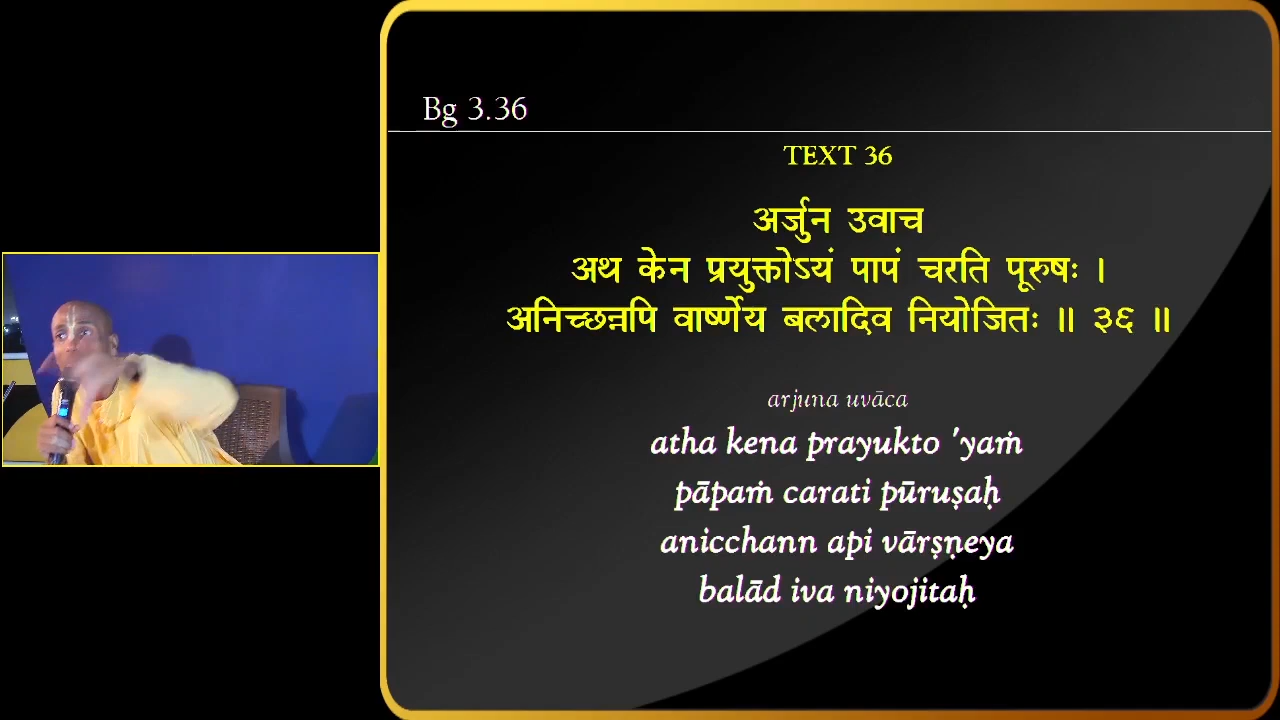 Bg 3.36
TEXT 36
अर्जुन उवाच
अथ केन प्रयुक्तोऽयं पापं चरति पूरुषः ।
अनिच्छन्नपि वार्ष्णेय बलादिव नियोजितः ॥ ३६ ॥
arjuna uvāca
atha kena prayukto 'yaṁ
pāpaṁ carati pūruṣaḥ
anicchann api vārṣṇeya
balād iva niyojitaḥ